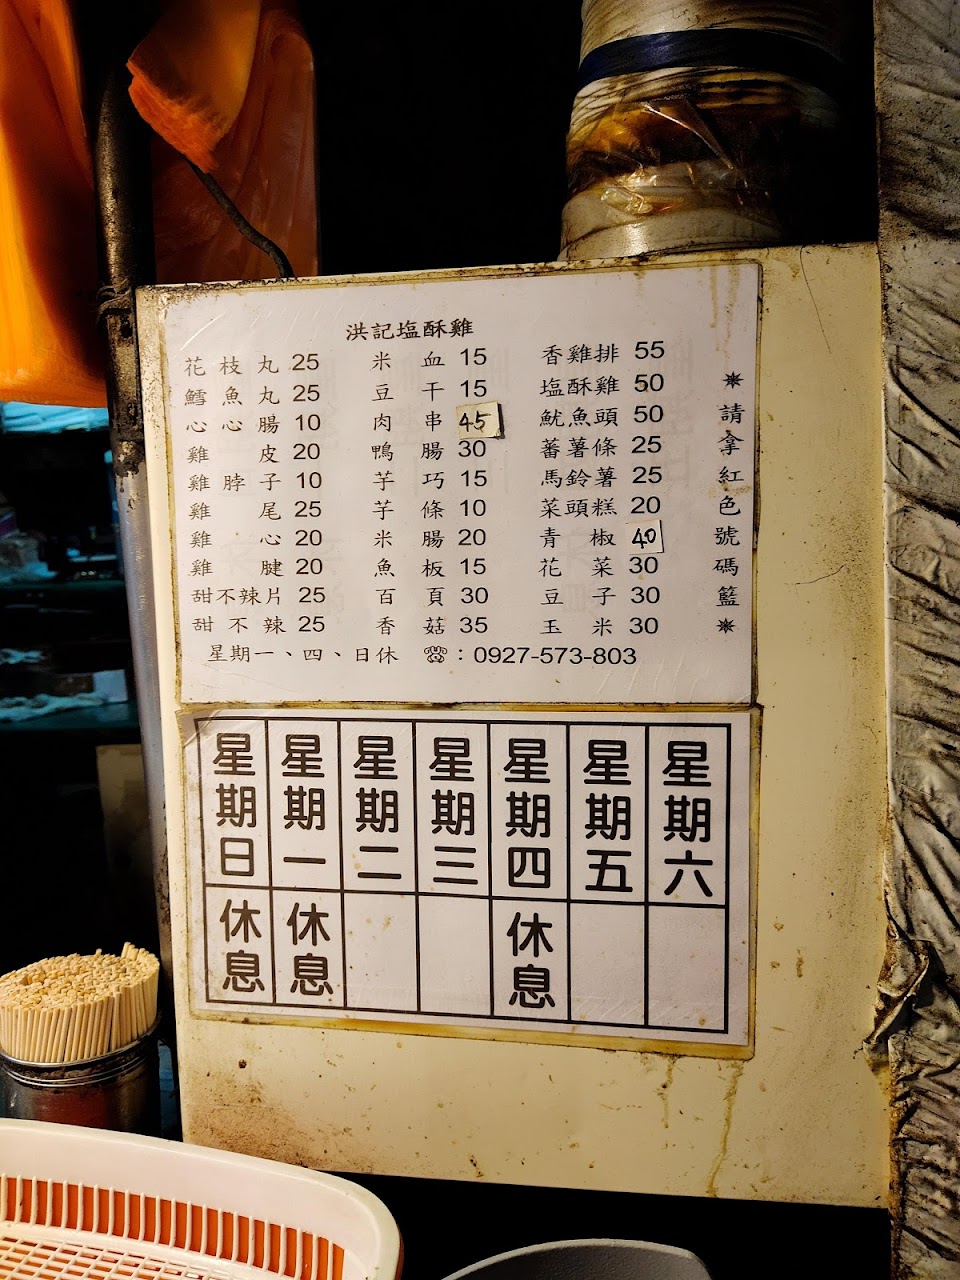 洪記塩酥雞
花枝丸 25 米血 15 香雞排 55
鱈魚丸 25 豆干 15 塩酥雞 50
心心腸 10 肉串 45 魷魚頭 50
雞皮 20 鴨腸 30 蕃薯條 25
雞脖子 10 芋巧 15 馬鈴薯 25
雞尾 25 芋條 10 菜頭糕 20
雞心 20 米腸 20 青椒 40
雞腱 20 魚板 15 花菜 30
甜不辣片 25 百頁 30 豆子 30
甜不辣 25 香菇 35 玉米 30
星期一、四、日休 ☎：0927-573-803
✷請拿紅色號碼籃✷
星期日 星期一 星期二 星期三 星期四 星期五 星期六
休息 休息 休息